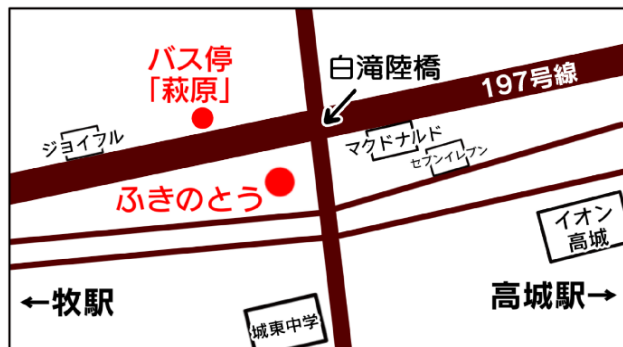 バス停
「萩原」
白滝陸橋
197号線
ジョイフル
マクドナルド
セブンイレブン
ふきのとう
イオン
高城
←牧駅
高城駅→
城東中学